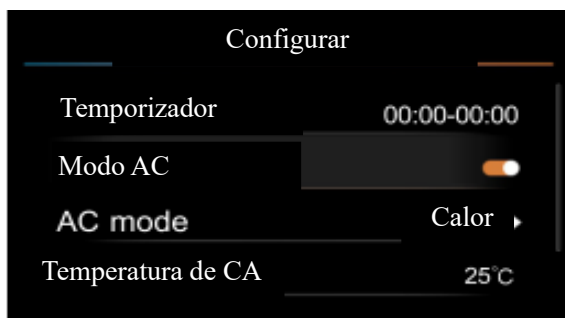 Configurar
Temporizador 00:00-00:00
Modo AC
AC mode Calor
Temperatura de CA 25°C